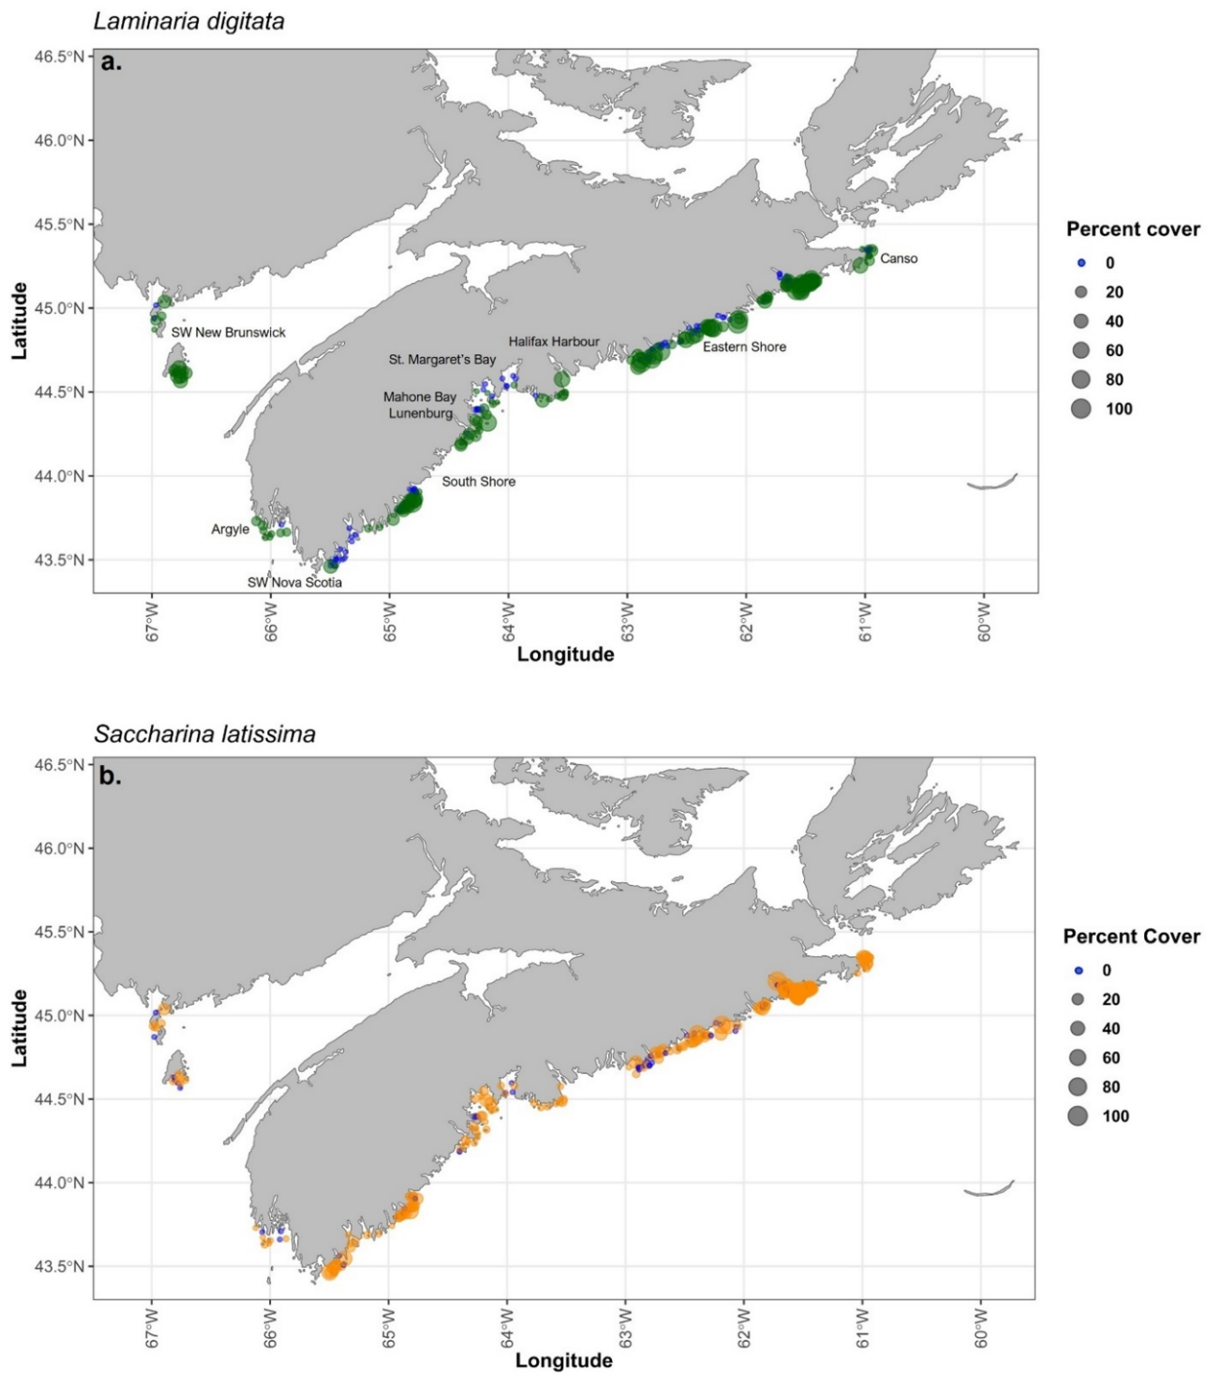 Laminaria digitata
a.
46.5°N
46.0°N
45.5°N
45.0°N
44.5°N
44.0°N
43.5°N
Latitude
Canso
SW New Brunswick
Halifax Harbour
Eastern Shore
St. Margaret's Bay
Mahone Bay
Lunenburg
South Shore
Argyle
SW Nova Scotia
67°W
66°W
65°W
64°W
63°W
62°W
61°W
60°W
Longitude
Percent cover
0
20
40
60
80
100
Saccharina latissima
b.
46.5°N
46.0°N
45.5°N
45.0°N
44.5°N
44.0°N
43.5°N
Latitude
67°W
66°W
65°W
64°W
63°W
62°W
61°W
60°W
Longitude
Percent Cover
0
20
40
60
80
100